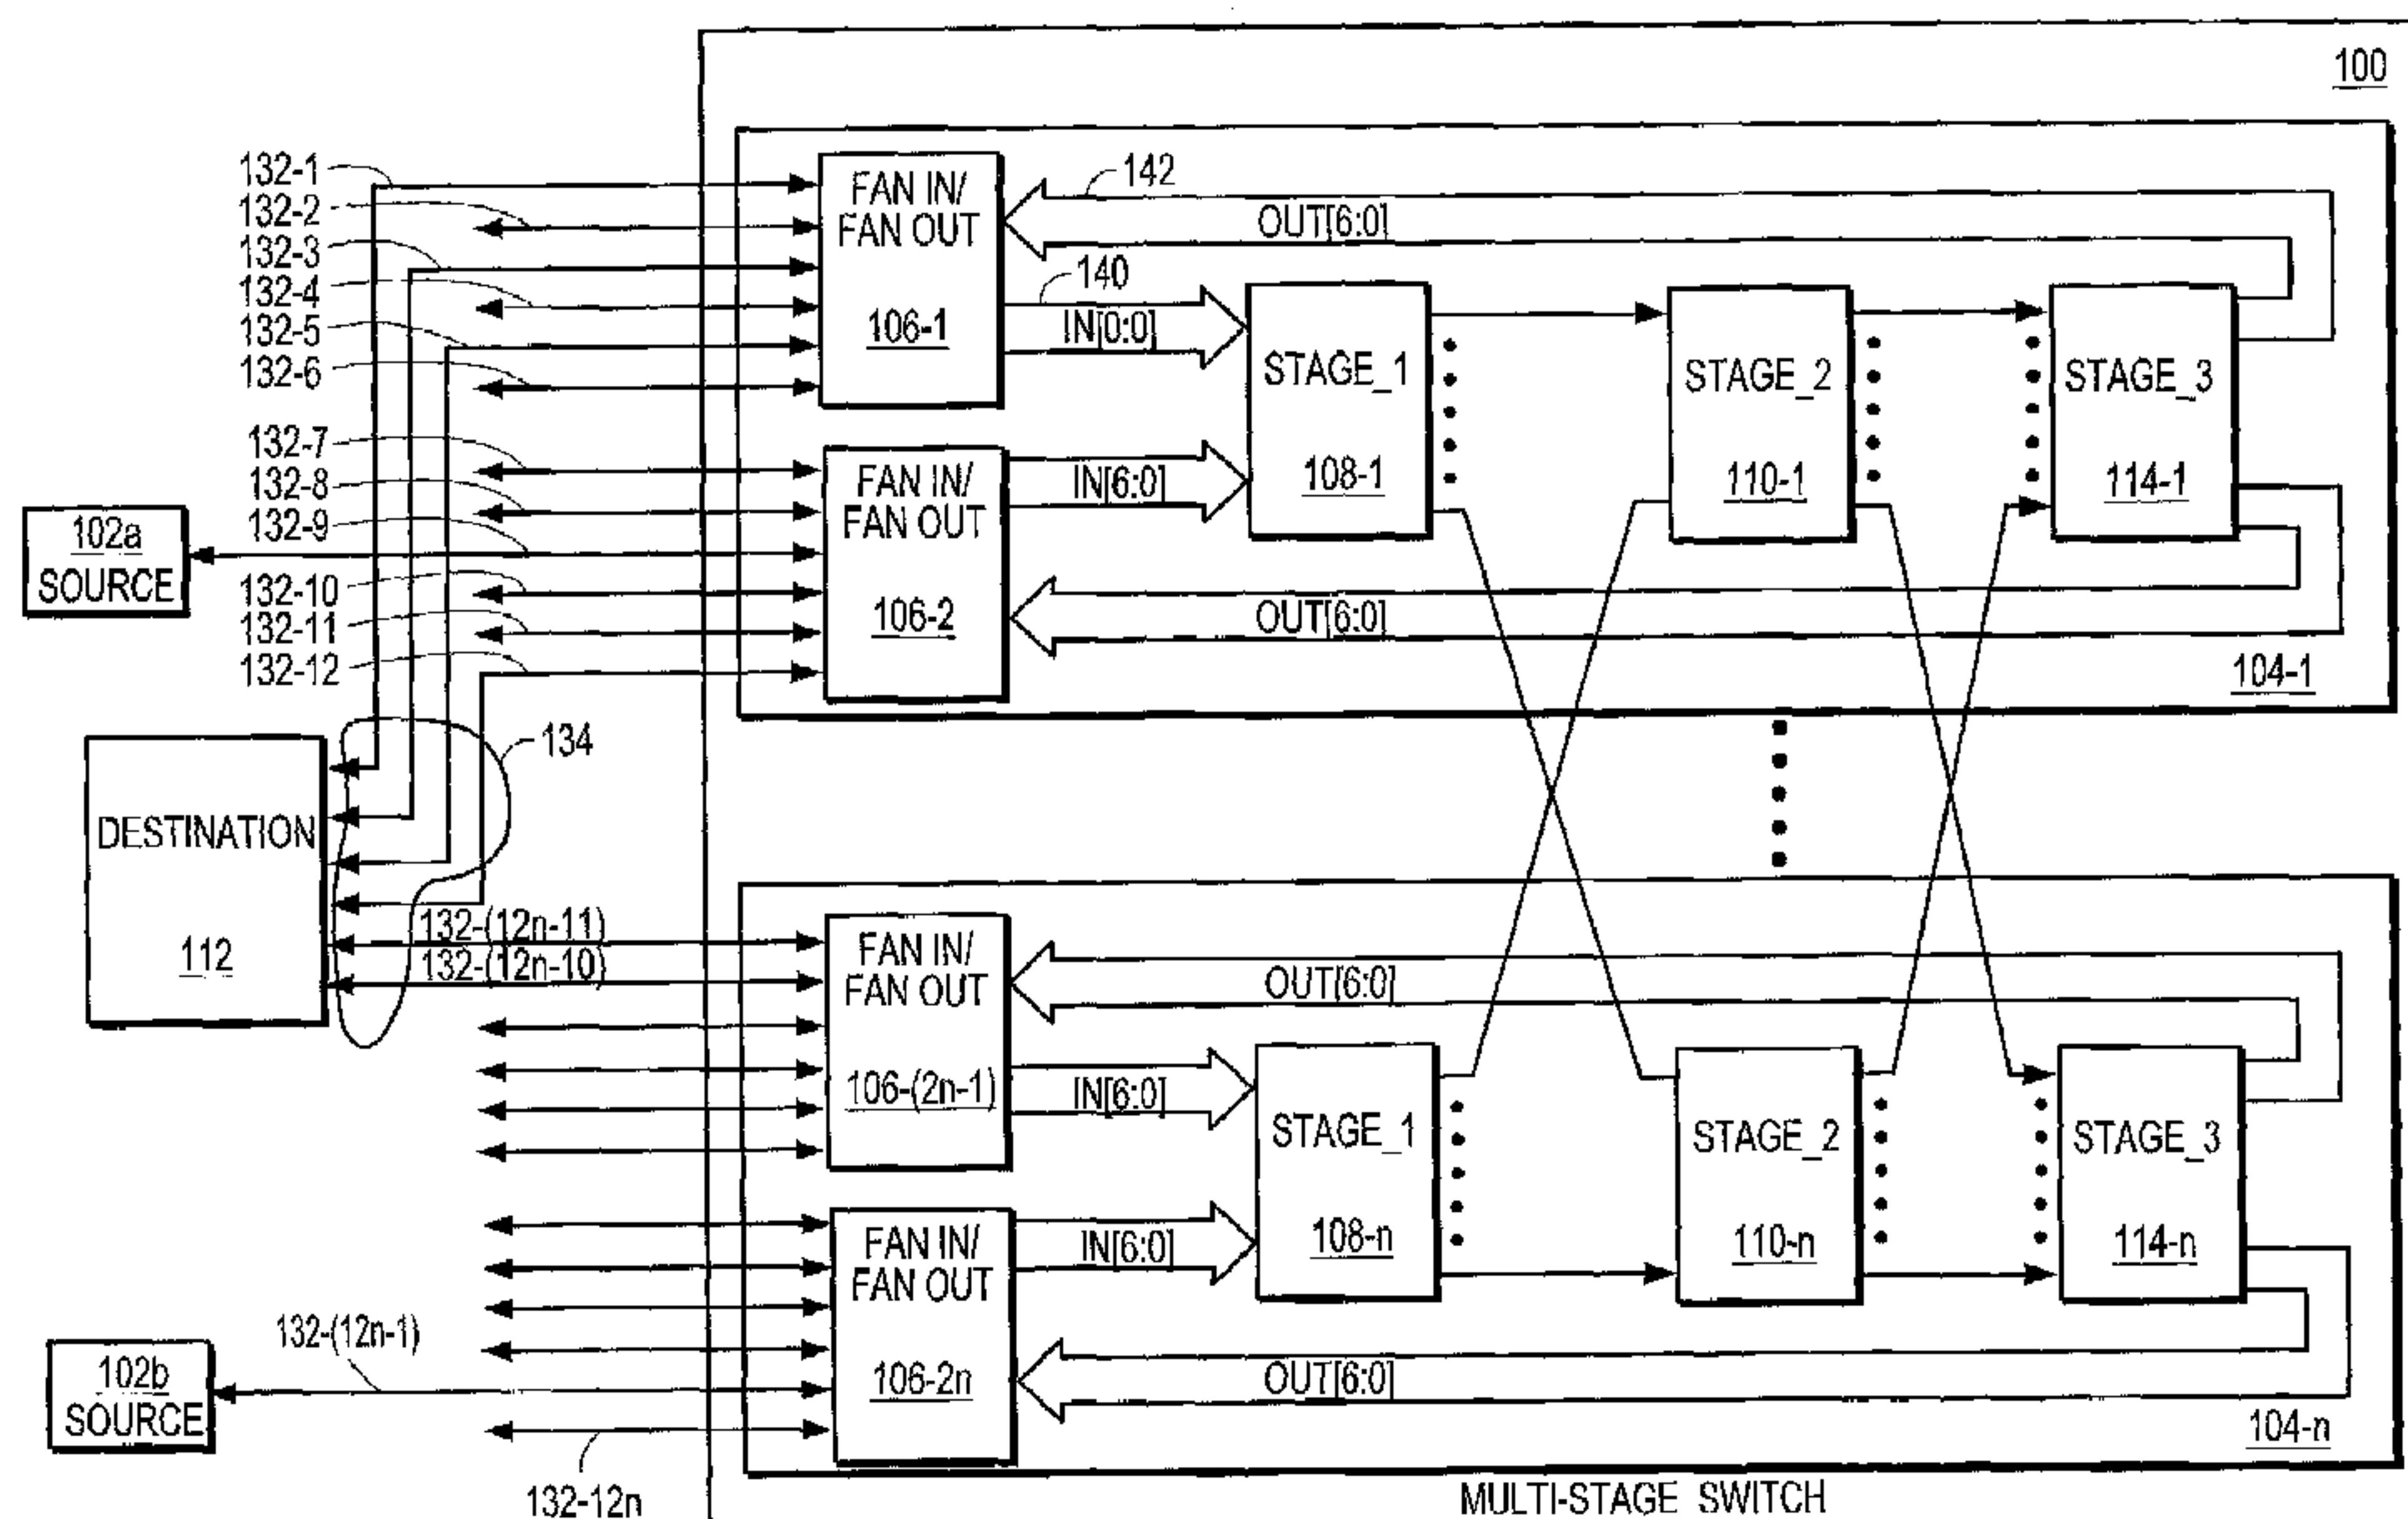 100
132-1
132-2
132-3
132-4
132-5
132-6
132-7
132-8
132-9
132-10
132-11
132-12
102a
SOURCE
134
DESTINATION
112
132-(12n-11)
132-(12n-10)
132-(12n-1)
102b
SOURCE
132-12n
FAN IN/
FAN OUT
106-1
142
OUT[6:0]
140
IN[0:0]
STAGE_1
108-1
STAGE_2
110-1
STAGE_3
114-1
FAN IN/
FAN OUT
106-2
IN[6:0]
OUT[6:0]
104-1
FAN IN/
FAN OUT
106-(2n-1)
OUT[6:0]
IN[6:0]
STAGE_1
108-n
STAGE_2
110-n
STAGE_3
114-n
FAN IN/
FAN OUT
106-2n
IN[6:0]
OUT[6:0]
104-n
MULTI-STAGE SWITCH